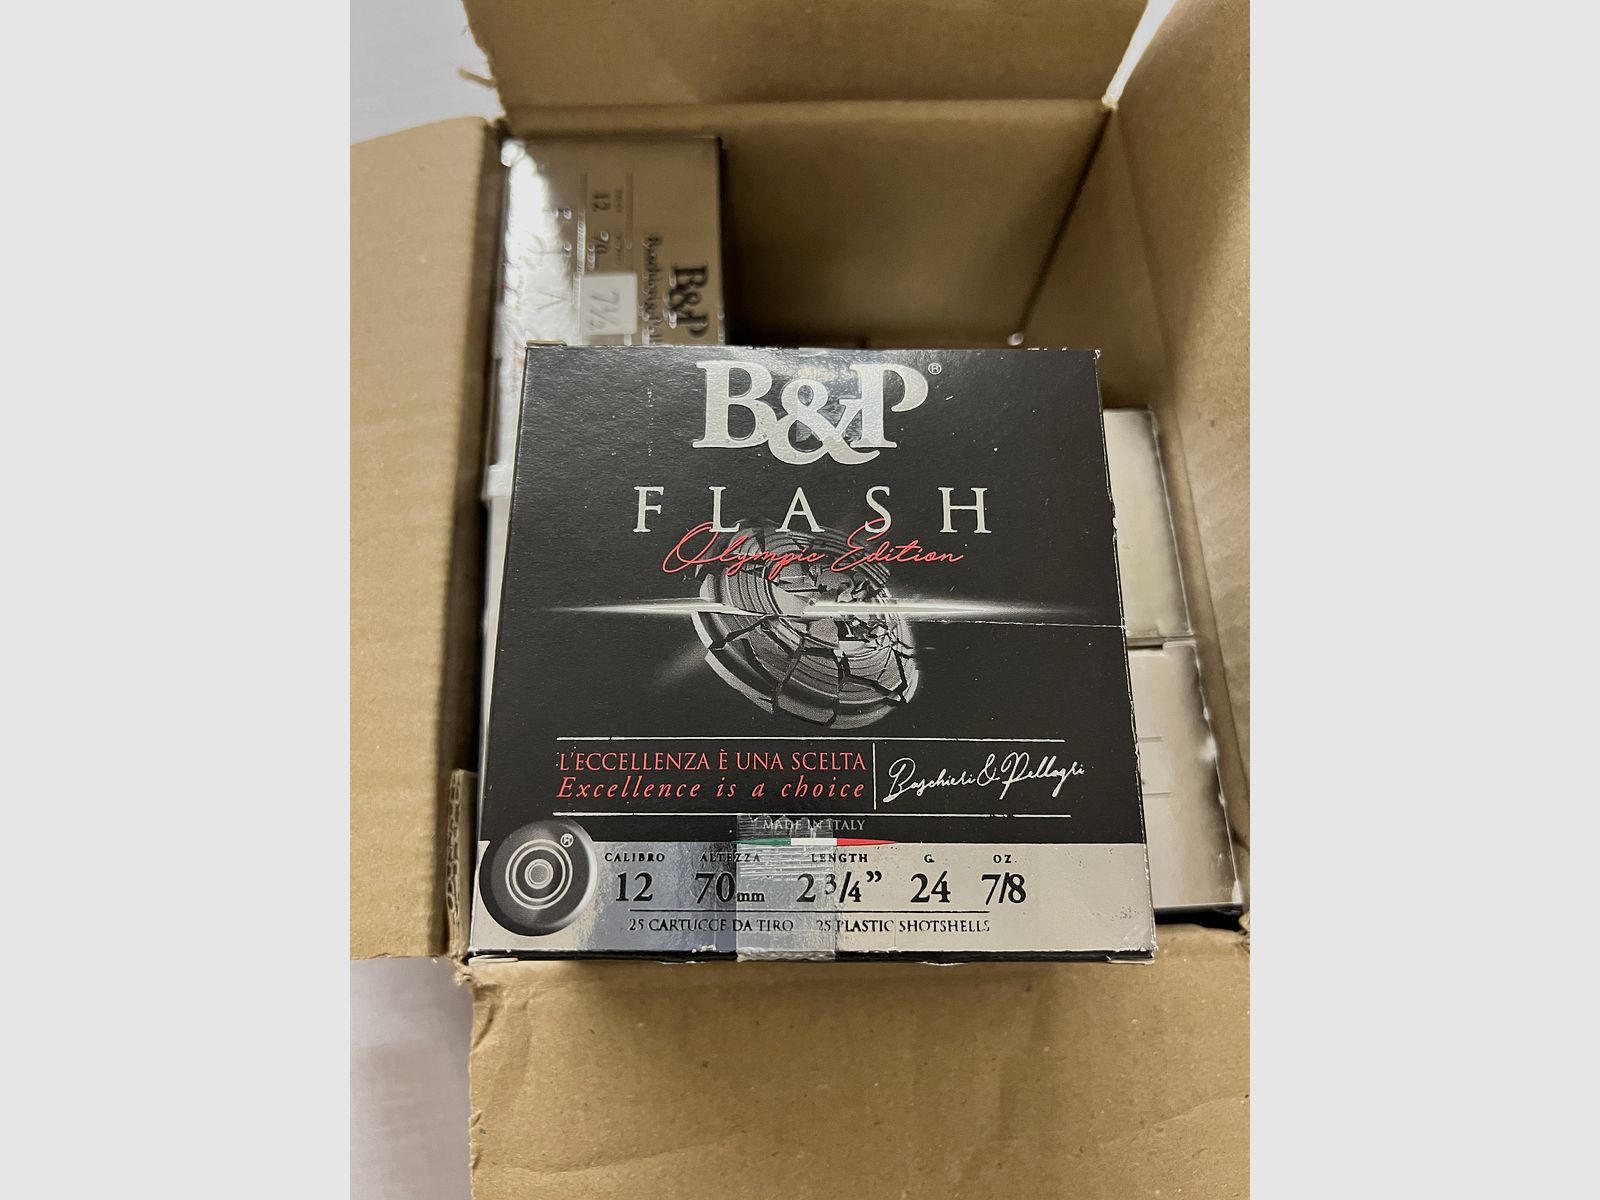 B&P
7½
12
B&P®
FLASH
Olympic Edition
L'ECCELLENZA È UNA SCELTA
Excellence is a choice
Baschieri & Pellagri
MADE IN ITALY
CALIBRO ALTEZZA LENGTH G. OZ.
12 70mm 2 3/4” 24 7/8
25 CARTUCCE DA TIRO 25 PLASTIC SHOTSHELLS
®